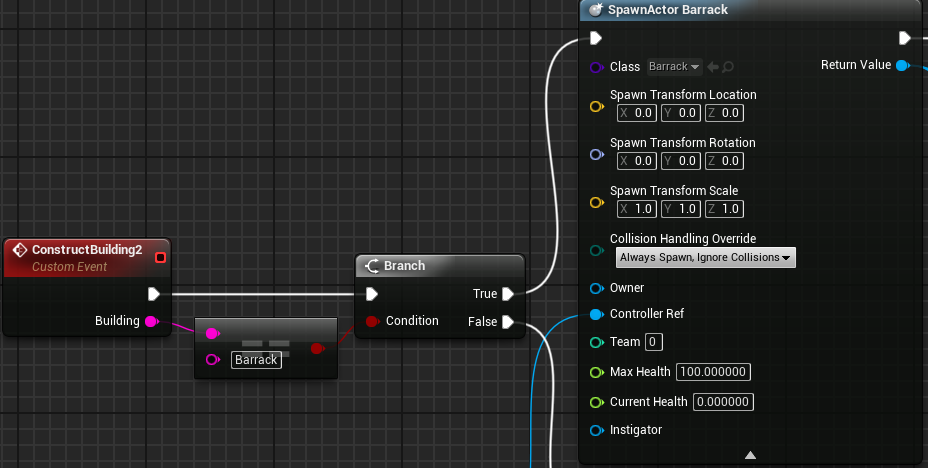 SpawnActor Barrack
Class Barrack
Return Value
Spawn Transform Location
X 0.0 Y 0.0 Z 0.0
Spawn Transform Rotation
X 0.0 Y 0.0 Z 0.0
Spawn Transform Scale
X 1.0 Y 1.0 Z 1.0
Collision Handling Override
Always Spawn, Ignore Collisions
Owner
Controller Ref
Team 0
Max Health 100.000000
Current Health 0.000000
Instigator
ConstructBuilding2
Custom Event
Building
==
Barrack
Branch
True
Condition
False